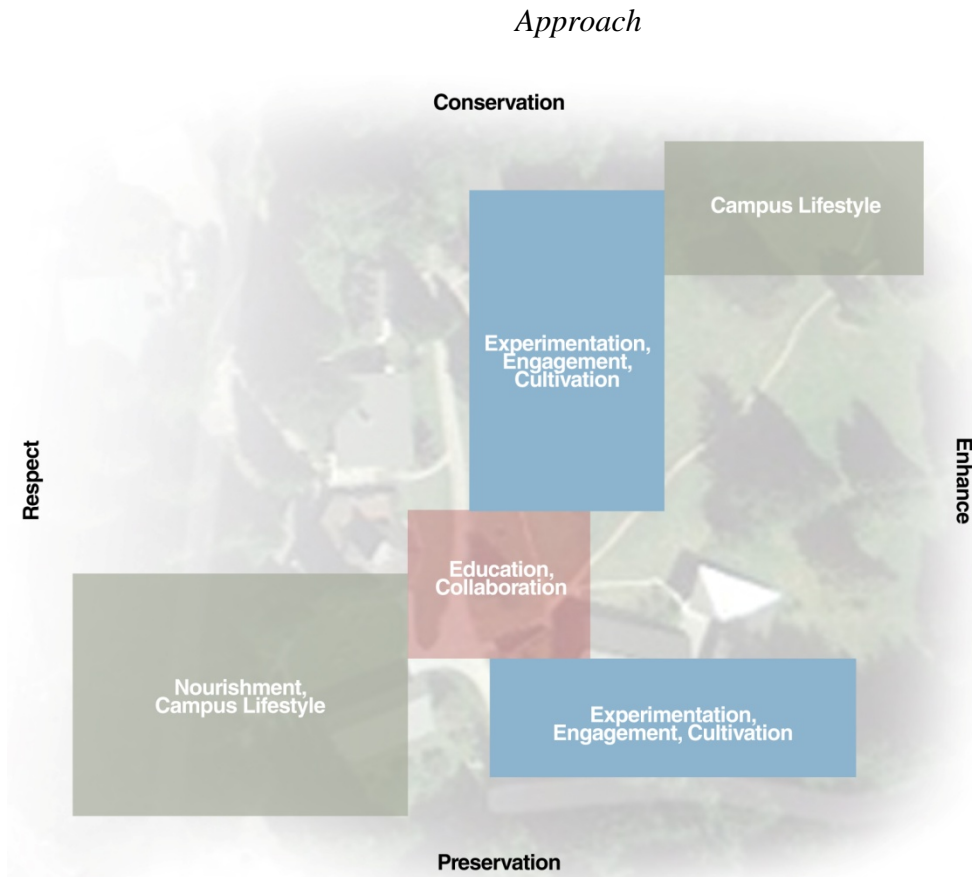 Approach
Conservation
Campus Lifestyle
Experimentation,
Engagement,
Cultivation
Respect
Enhance
Education,
Collaboration
Nourishment,
Campus Lifestyle
Experimentation,
Engagement, Cultivation
Preservation